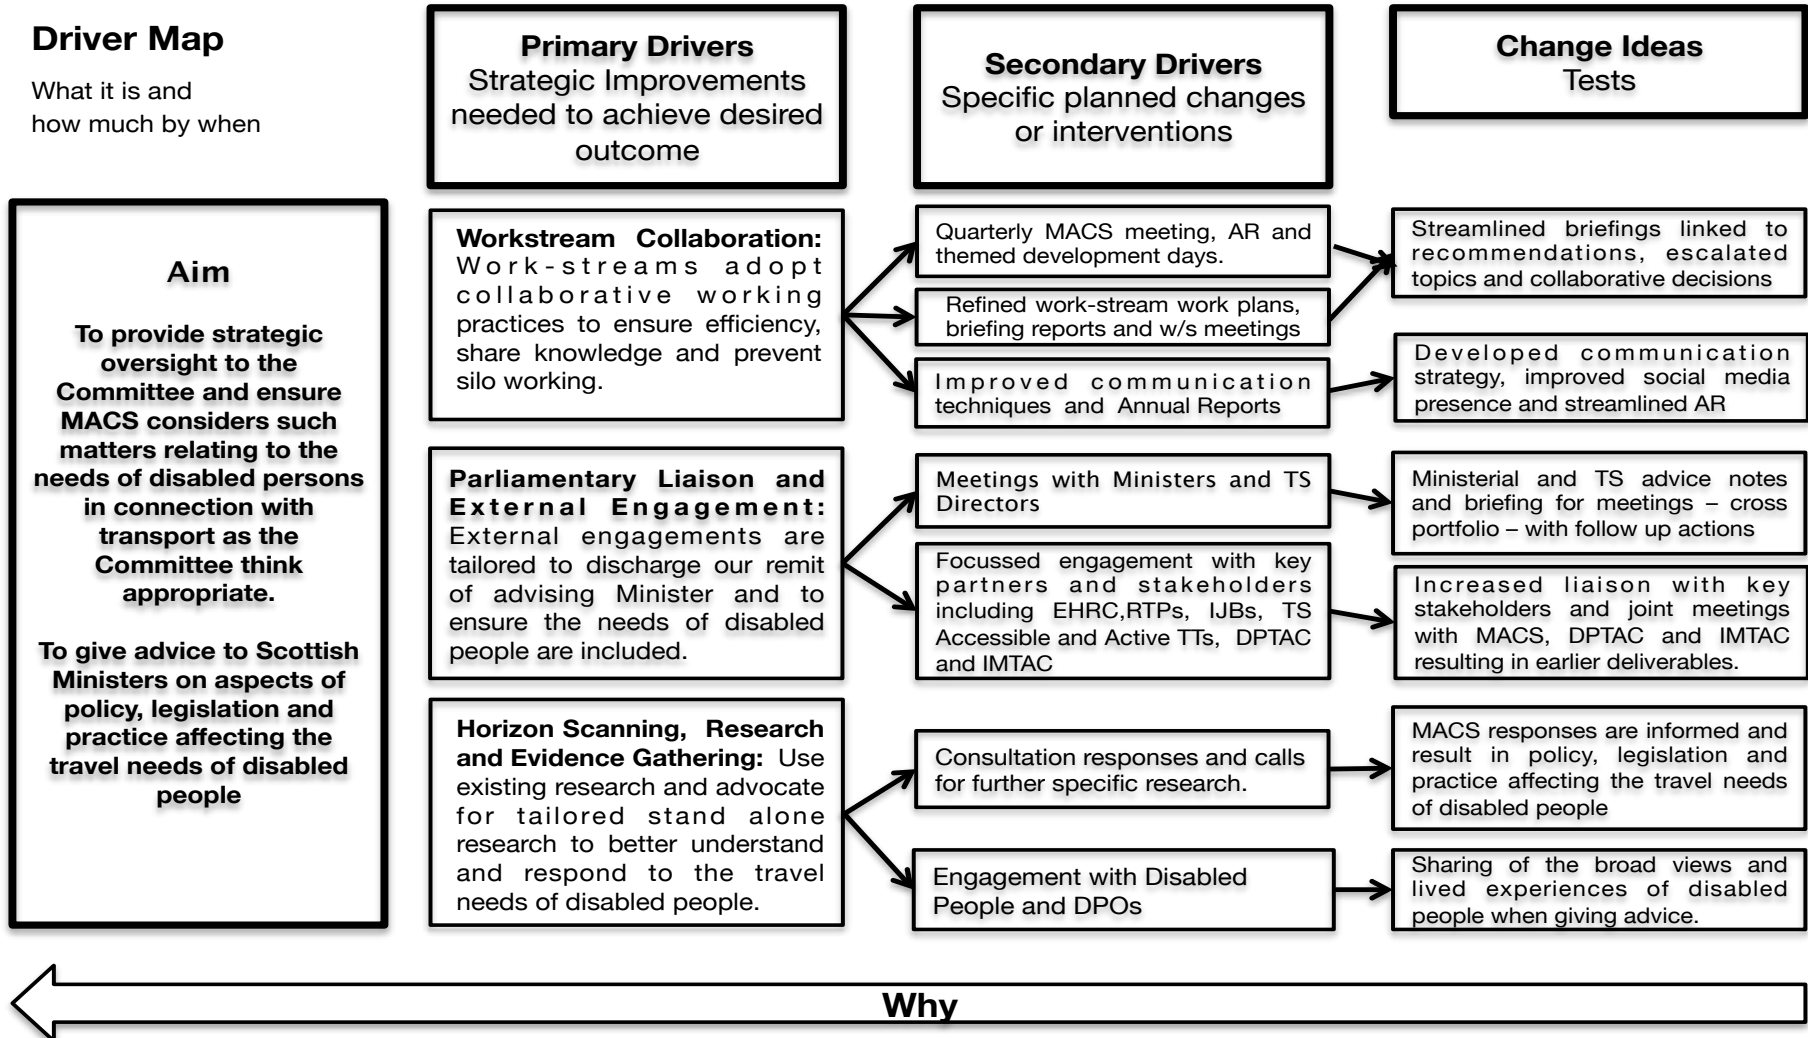 Driver Map
What it is and
how much by when
Primary Drivers
Strategic Improvements
needed to achieve desired
outcome
Secondary Drivers
Specific planned changes
or interventions
Change Ideas
Tests
Aim
To provide strategic
oversight to the
Committee and ensure
MACS considers such
matters relating to the
needs of disabled persons
in connection with
transport as the
Committee think
appropriate.
To give advice to Scottish
Ministers on aspects of
policy, legislation and
practice affecting the
travel needs of disabled
people
Workstream Collaboration:
Work-streams adopt
collaborative working
practices to ensure efficiency,
share knowledge and prevent
silo working.
Quarterly MACS meeting, AR and
themed development days.
Refined work-stream work plans,
briefing reports and w/s meetings
Improved communication
techniques and Annual Reports
Streamlined briefings linked to
recommendations, escalated
topics and collaborative decisions
Developed communication
strategy, improved social media
presence and streamlined AR
Parliamentary Liaison and
External Engagement:
External engagements are
tailored to discharge our remit
of advising Minister and to
ensure the needs of disabled
people are included.
Meetings with Ministers and TS
Directors
Focussed engagement with key
partners and stakeholders
including EHRC,RTPs, IJBs, TS
Accessible and Active TTs, DPTAC
and IMTAC
Ministerial and TS advice notes
and briefing for meetings – cross
portfolio – with follow up actions
Increased liaison with key
stakeholders and joint meetings
with MACS, DPTAC and IMTAC
resulting in earlier deliverables.
Horizon Scanning, Research
and Evidence Gathering: Use
existing research and advocate
for tailored stand alone
research to better understand
and respond to the travel
needs of disabled people.
Consultation responses and calls
for further specific research.
Engagement with Disabled
People and DPOs
MACS responses are informed and
result in policy, legislation and
practice affecting the travel needs
of disabled people
Sharing of the broad views and
lived experiences of disabled
people when giving advice.
Why